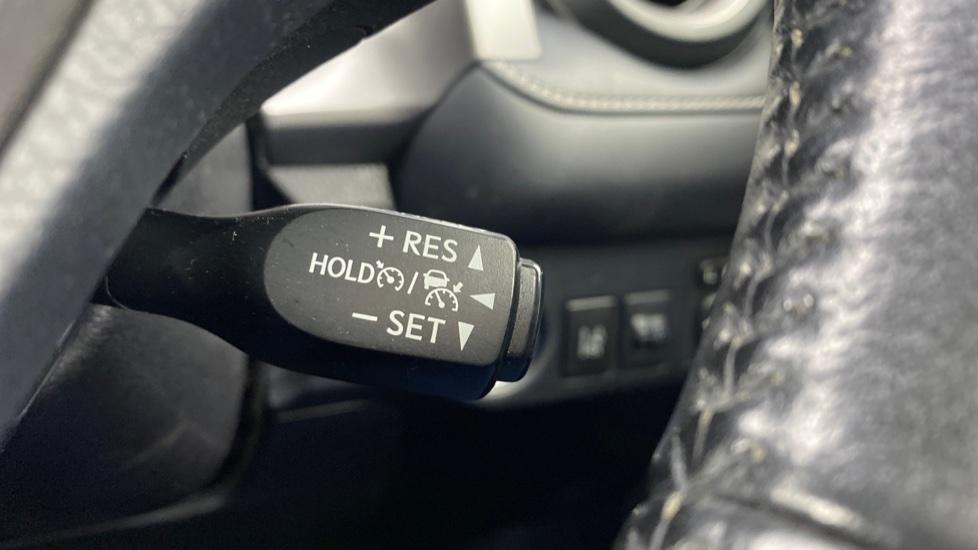 + RES
HOLD /
− SET